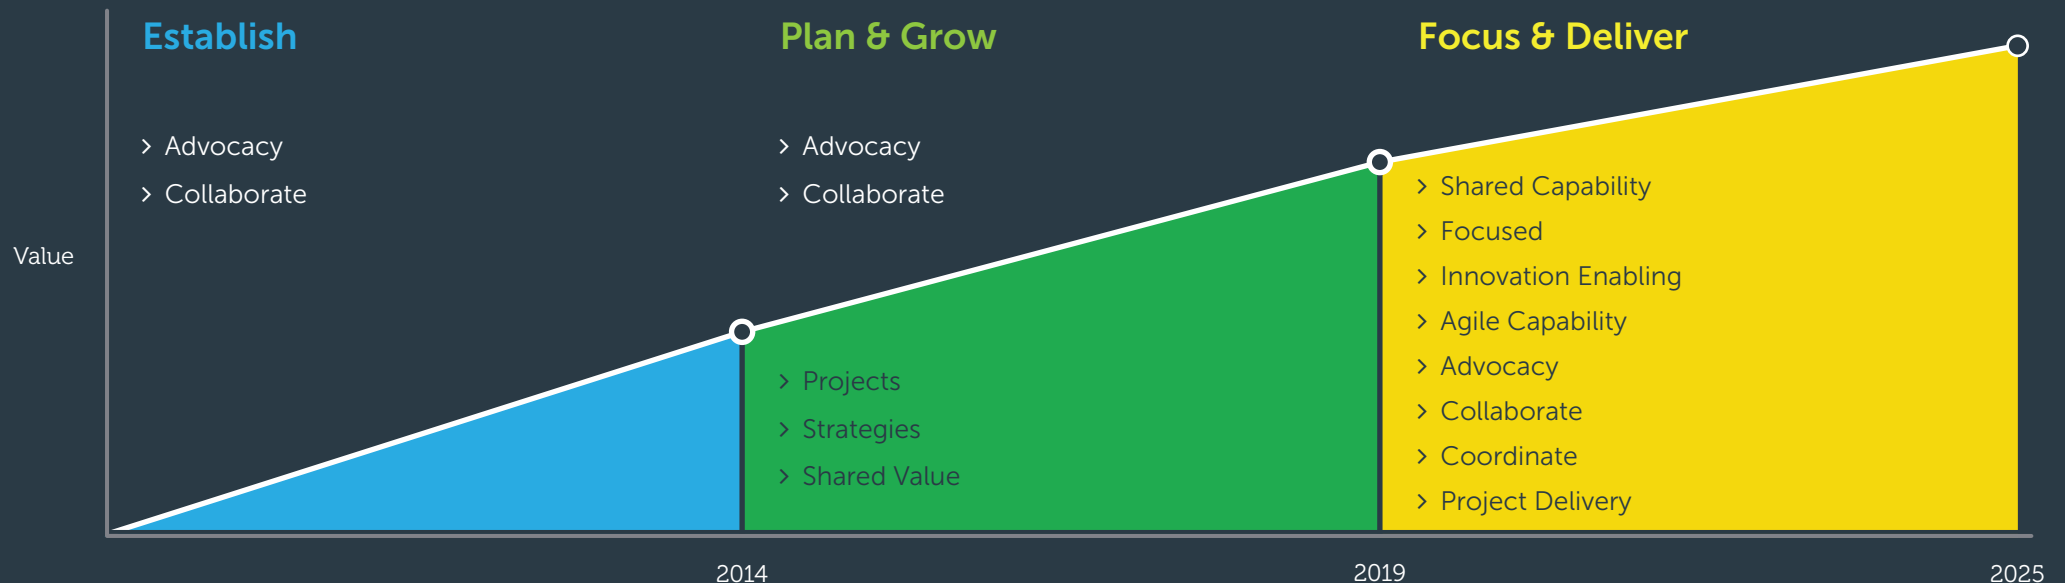 Establish
Advocacy
Collaborate
Plan & Grow
Advocacy
Collaborate
Projects
Strategies
Shared Value
Focus & Deliver
Shared Capability
Focused
Innovation Enabling
Agile Capability
Advocacy
Collaborate
Coordinate
Project Delivery
Value
2014
2019
2025